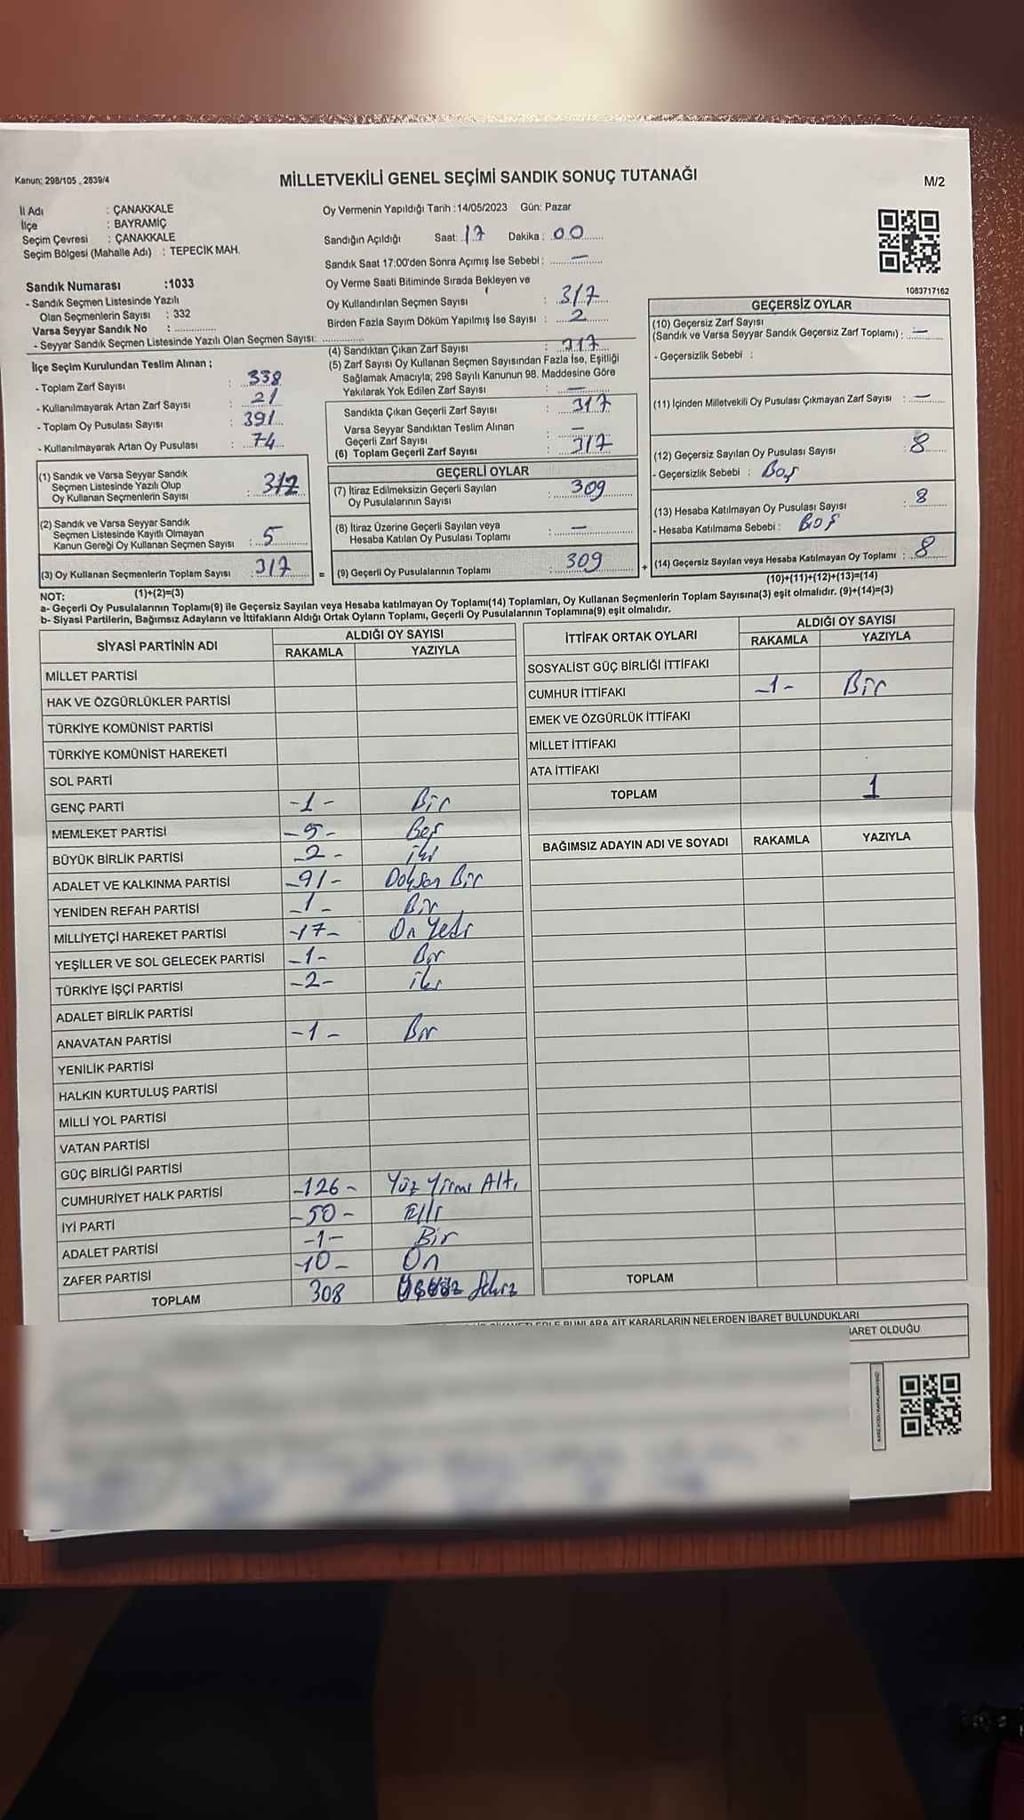 Kanun: 298/105 , 2839/4
MİLLETVEKİLİ GENEL SEÇİMİ SANDIK SONUÇ TUTANAĞI
M/2
İl Adı : ÇANAKKALE
İlçe : BAYRAMİÇ
Seçim Çevresi : ÇANAKKALE
Seçim Bölgesi (Mahalle Adı) : TEPECİK MAH.
Sandık Numarası :1033
- Sandık Seçmen Listesinde Yazılı
Olan Seçmenlerin Sayısı : 332
Varsa Seyyar Sandık No : ..............
- Seyyar Sandık Seçmen Listesinde Yazılı Olan Seçmen Sayısı:
Oy Vermenin Yapıldığı Tarih :14/05/2023 Gün: Pazar
Sandığın Açıldığı Saat: 17 Dakika : 00
Sandık Saat 17:00'den Sonra Açımış İse Sebebi : —
Oy Verme Saati Bitiminde Sırada Bekleyen ve
Oy Kullandırılan Seçmen Sayısı : 317
Birden Fazla Sayım Döküm Yapılmış İse Sayısı : 2
1083717162
İlçe Seçim Kurulundan Teslim Alınan ;
- Toplam Zarf Sayısı : 338
- Kullanılmayarak Artan Zarf Sayısı : 21
- Toplam Oy Pusulası Sayısı : 391
- Kullanılmayarak Artan Oy Pusulası : 74
(4) Sandıktan Çıkan Zarf Sayısı : 317
(5) Zarf Sayısı Oy Kullanan Seçmen Sayısından Fazla İse, Eşitliği
Sağlamak Amacıyla; 298 Sayılı Kanunun 98. Maddesine Göre
Yakılarak Yok Edilen Zarf Sayısı : —
Sandıkta Çıkan Geçerli Zarf Sayısı : 317
Varsa Seyyar Sandıktan Teslim Alınan
Geçerli Zarf Sayısı : —
(6) Toplam Geçerli Zarf Sayısı : 317
GEÇERSİZ OYLAR
(10) Geçersiz Zarf Sayısı
(Sandık ve Varsa Seyyar Sandık Geçersiz Zarf Toplamı) : —
- Geçersizlik Sebebi :
(11) İçinden Milletvekili Oy Pusulası Çıkmayan Zarf Sayısı : —
(12) Geçersiz Sayılan Oy Pusulası Sayısı : 8
- Geçersizlik Sebebi : Boş
(13) Hesaba Katılmayan Oy Pusulası Sayısı : 8
- Hesaba Katılmama Sebebi : BOŞ
(14) Geçersiz Sayılan veya Hesaba Katılmayan Oy Toplamı : 8
(10)+(11)+(12)+(13)=(14)
(1) Sandık ve Varsa Seyyar Sandık
Seçmen Listesinde Yazılı Olup
Oy Kullanan Seçmenlerin Sayısı : 312
(2) Sandık ve Varsa Seyyar Sandık
Seçmen Listesinde Kayıtlı Olmayan
Kanun Gereği Oy Kullanan Seçmen Sayısı : 5
(3) Oy Kullanan Seçmenlerin Toplam Sayısı : 317
(1)+(2)=(3)
GEÇERLİ OYLAR
(7) İtiraz Edilmeksizin Geçerli Sayılan
Oy Pusulalarının Sayısı : 309
(8) İtiraz Üzerine Geçerli Sayılan veya
Hesaba Katılan Oy Pusulası Toplamı : —
= (9) Geçerli Oy Pusulalarının Toplamı : 309 +
NOT:
a- Geçerli Oy Pusulalarının Toplamı(9) ile Geçersiz Sayılan veya Hesaba katılmayan Oy Toplamı(14) Toplamları, Oy Kullanan Seçmenlerin Toplam Sayısına(3) eşit olmalıdır. (9)+(14)=(3)
b- Siyasi Partilerin, Bağımsız Adayların ve İttifakların Aldığı Ortak Oyların Toplamı, Geçerli Oy Pusulalarının Toplamına(9) eşit olmalıdır.
SİYASİ PARTİNİN ADI ALDIĞI OY SAYISI
RAKAMLA YAZIYLA
MİLLET PARTİSİ
HAK VE ÖZGÜRLÜKLER PARTİSİ
TÜRKİYE KOMÜNİST PARTİSİ
TÜRKİYE KOMÜNİST HAREKETİ
SOL PARTİ
GENÇ PARTİ -1- Bir
MEMLEKET PARTİSİ -5- Beş
BÜYÜK BİRLİK PARTİSİ -2- iki
ADALET VE KALKINMA PARTİSİ -91- Doksan Bir
YENİDEN REFAH PARTİSİ -1- Bir
MİLLİYETÇİ HAREKET PARTİSİ -17- On Yedi
YEŞİLLER VE SOL GELECEK PARTİSİ -1- Bir
TÜRKİYE İŞÇİ PARTİSİ -2- iki
ADALET BİRLİK PARTİSİ
ANAVATAN PARTİSİ -1- Bir
YENİLİK PARTİSİ
HALKIN KURTULUŞ PARTİSİ
MİLLİ YOL PARTİSİ
VATAN PARTİSİ
GÜÇ BİRLİĞİ PARTİSİ
CUMHURİYET HALK PARTİSİ -126- Yüz Yirmi Altı
İYİ PARTİ -50- Elli
ADALET PARTİSİ -1- Bir
ZAFER PARTİSİ -10- On
TOPLAM 308 Üçyüz Sekiz
İTTİFAK ORTAK OYLARI ALDIĞI OY SAYISI
RAKAMLA YAZIYLA
SOSYALİST GÜÇ BİRLİĞİ İTTİFAKI
CUMHUR İTTİFAKI -1- Bir
EMEK VE ÖZGÜRLÜK İTTİFAKI
MİLLET İTTİFAKI
ATA İTTİFAKI
TOPLAM 1
BAĞIMSIZ ADAYIN ADI VE SOYADI RAKAMLA YAZIYLA
TOPLAM
BUNLARA AİT KARARLARIN NELERDEN İBARET BULUNDUKLARI
BARET OLDUĞU